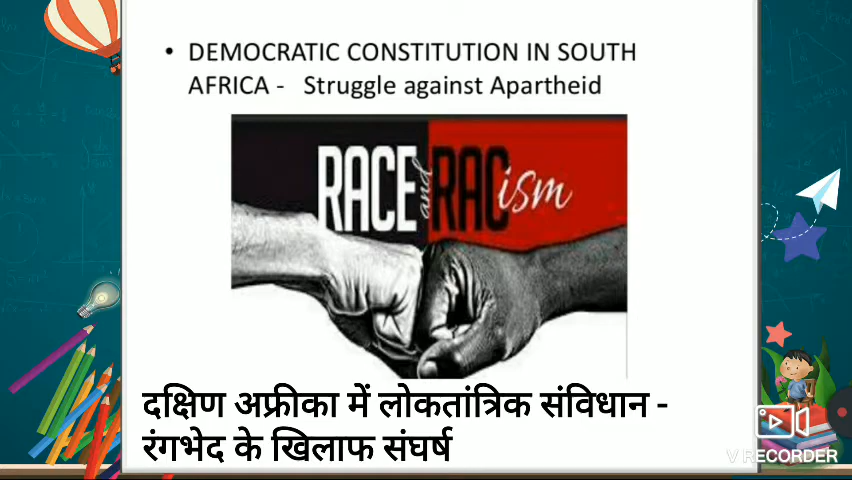 • DEMOCRATIC CONSTITUTION IN SOUTH
AFRICA - Struggle against Apartheid
RACE and RACism
दक्षिण अफ्रीका में लोकतांत्रिक संविधान -
रंगभेद के खिलाफ संघर्ष
V RECORDER